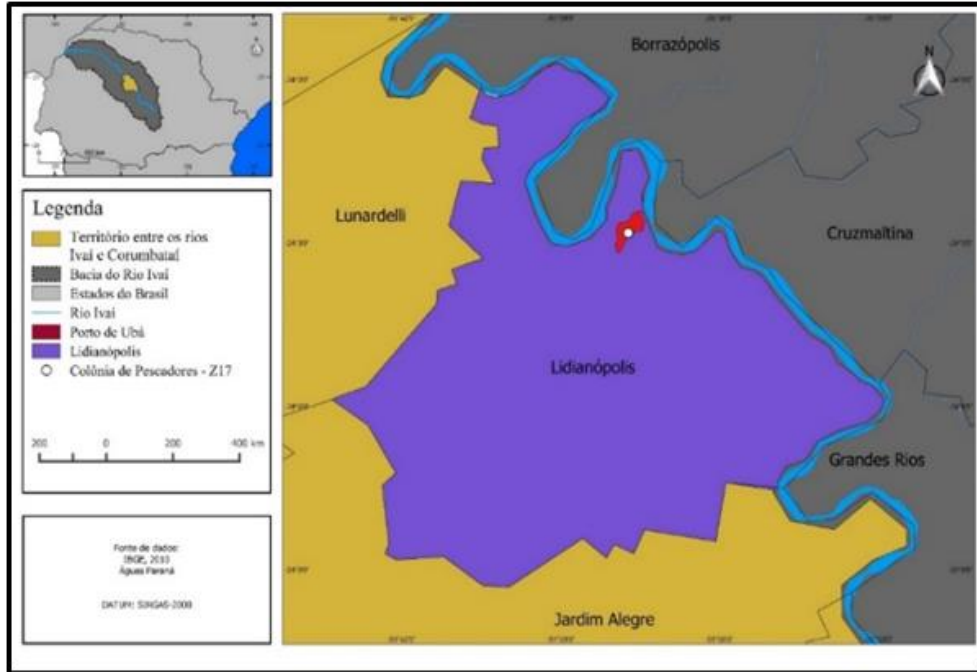 Legenda
Território entre os rios
Ivaí e Corumbataí
Bacia do Rio Ivaí
Estados do Brasil
Rio Ivaí
Porto de Ubá
Lidianópolis
Colônia de Pescadores - Z17
200 0 200 400 km
Fonte de dados:
IBGE, 2010
Águas Paraná
DATUM: SIRGAS-2000
N
Borrazópolis
Lunardelli
Cruzmaltina
Lidianópolis
Grandes Rios
Jardim Alegre